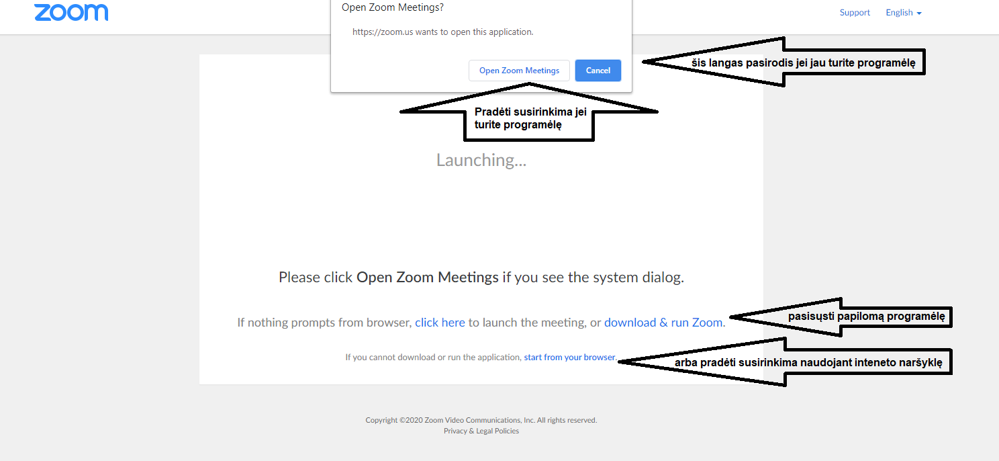 zoom
Support English
Open Zoom Meetings?
https://zoom.us wants to open this application.
Open Zoom Meetings Cancel
šis langas pasirodis jei jau turite programėlę
Pradėti susirinkima jei
turite programėlę
Launching...
Please click Open Zoom Meetings if you see the system dialog.
If nothing prompts from browser, click here to launch the meeting, or download & run Zoom.
pasisųsti papilomą programėlę
If you cannot download or run the application, start from your browser.
arba pradėti susirinkima naudojant inteneto naršyklę
Copyright ©2020 Zoom Video Communications, Inc. All rights reserved.
Privacy & Legal Policies